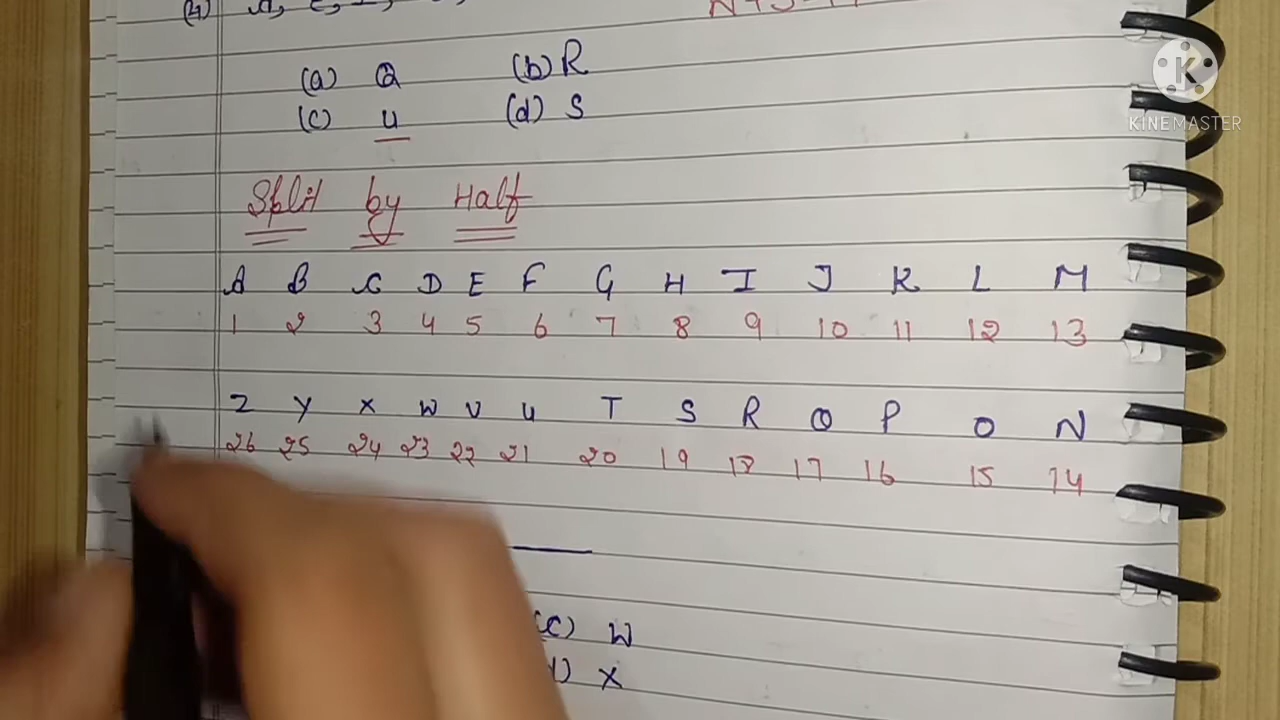 (4) A,
(a) Q (b) R
(c) u (d) S
Split by Half
A B C D E F G H I J K L M
1 2 3 4 5 6 7 8 9 10 11 12 13
Z Y X W V U T S R Q P O N
26 25 24 23 22 21 20 19 18 17 16 15 14
(c) W
X
K
KINEMASTER